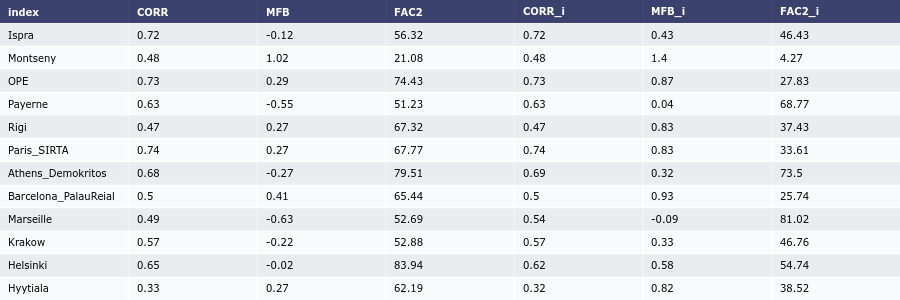 index CORR MFB FAC2 CORR_i MFB_i FAC2_i
Ispra 0.72 -0.12 56.32 0.72 0.43 46.43
Montseny 0.48 1.02 21.08 0.48 1.4 4.27
OPE 0.73 0.29 74.43 0.73 0.87 27.83
Payerne 0.63 -0.55 51.23 0.63 0.04 68.77
Rigi 0.47 0.27 67.32 0.47 0.83 37.43
Paris_SIRTA 0.74 0.27 67.77 0.74 0.83 33.61
Athens_Demokritos 0.68 -0.27 79.51 0.69 0.32 73.5
Barcelona_PalauReial 0.5 0.41 65.44 0.5 0.93 25.74
Marseille 0.49 -0.63 52.69 0.54 -0.09 81.02
Krakow 0.57 -0.22 52.88 0.57 0.33 46.76
Helsinki 0.65 -0.02 83.94 0.62 0.58 54.74
Hyytiala 0.33 0.27 62.19 0.32 0.82 38.52